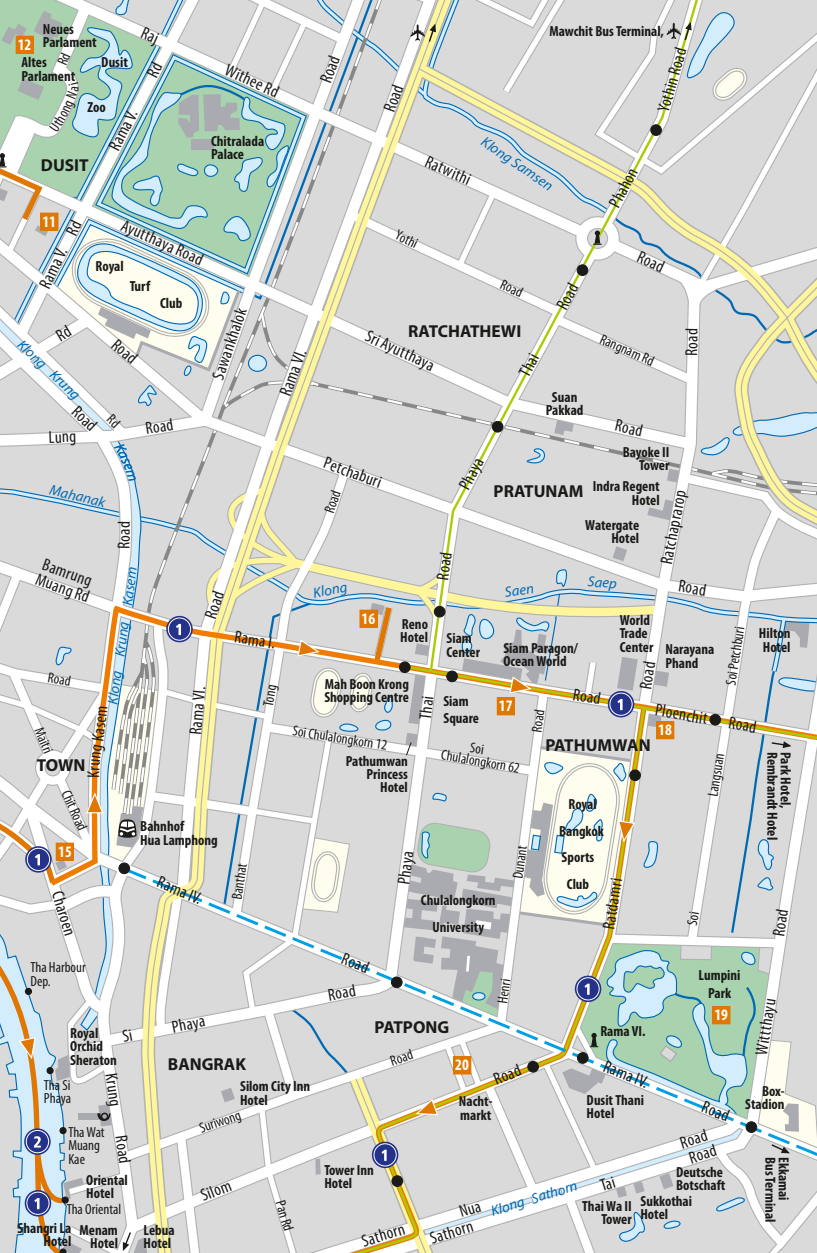 Neues
Parlament
12
Altes
Parlament
Uthong Nai
Rd
Dusit
Zoo
DUSIT
Raj
Withee Rd
Rama V.
Rd
Road
Road
Chitralada
Palace
Mawchit Bus Terminal,
Yothin Road
Klong Samsen
Ratwithi
Phahon
Road
11
Rama V.
Rd
Ayutthaya Road
Royal
Turf
Club
Sawankhalok
Yothi
Road
RATCHATHEWI
Sri Ayutthaya
Road
Thai
Rangnam Rd
Road
Rama VI.
Klong Krung
Kasem
Rd
Road
Road
Rd
Lung
Road
Mahanak
Suan
Pakkad
Road
Bayoke II
Tower
Phaya
PRATUNAM
Indra Regent
Hotel
Watergate
Hotel
Ratchaprarop
Petchaburi
Road
Road
Road
Bamrung
Muang Rd
Klong Krung Kasem
Road
Klong
Saen
Saep
Road
1
Rama I.
16
Reno
Hotel
Siam
Center
Siam Paragon/
Ocean World
World
Trade
Center
Road
Narayana
Phand
Soi Petchburi
Hilton
Hotel
Road
Rama VI.
Tong
Mah Boon Krong
Shopping Centre
Thai
Siam
Square
17
Road
Road
1
18
Ploenchit
Road
Maitri
TOWN
Chit Road
Krung Kasem
Soi Chulalongkorn 12
Pathumwan
Princess
Hotel
Soi
Chulalongkorn 62
PATHUMWAN
Park Hotel,
Rembrandt Hotel
Langsuan
Royal
Bangkok
Sports
Club
Bahnhof
Hua Lamphong
1
15
Charoen
Rama IV.
Banthat
Phaya
Dunant
Chulalongkorn
University
Ratdamri
Soi
Road
Tha Harbour
Dep.
Road
Henri
1
Lumpini
Park
19
Witthayu
Royal
Orchid
Sheraton
Si
Phaya
Road
PATPONG
Rama VI.
BANGRAK
Road
20
Road
Rama IV.
Tha Si
Phaya
Krung
Silom City Inn
Hotel
Nacht-
markt
Dusit Thani
Hotel
Road
Box-
Stadion
2
Tha Wat
Muang
Kae
Road
Suriwong
1
Road
Road
Ekkamai
Bus Terminal
Oriental
Hotel
Tower Inn
Hotel
Deutsche
Botschaft
1
Tha Oriental
Silom
Pan Rd
Nua
Klong Sathorn
Tai
Sukkothai
Hotel
Thai Wa II
Tower
Shangri La
Hotel
Menam
Hotel
Lebua
Hotel
Sathorn
Sathorn